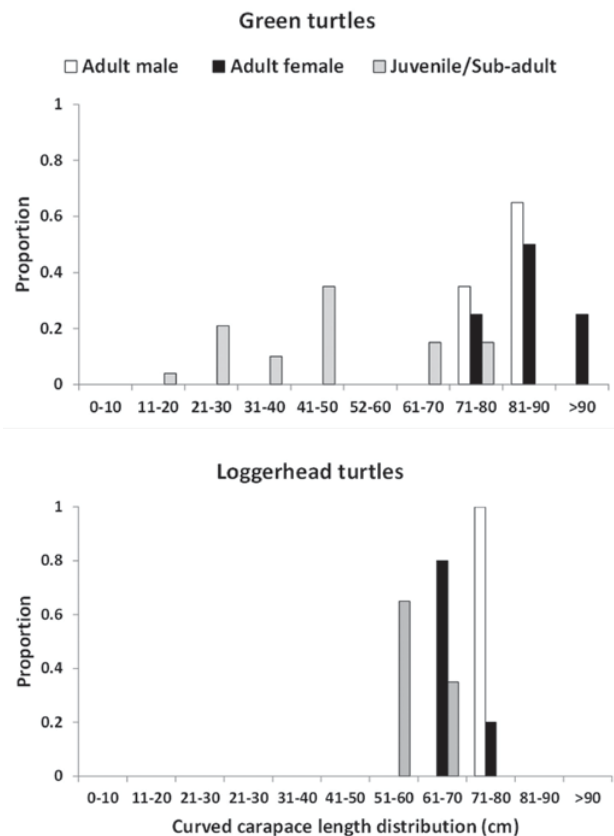 Green turtles
Adult male Adult female Juvenile/Sub-adult
1
0.8
0.6
0.4
0.2
0
Proportion
0-10 11-20 21-30 31-40 41-50 52-60 61-70 71-80 81-90 >90
Loggerhead turtles
1
0.8
0.6
0.4
0.2
0
Proportion
0-10 11-20 21-30 21-30 31-40 41-50 51-60 61-70 71-80 81-90 >90
Curved carapace length distribution (cm)